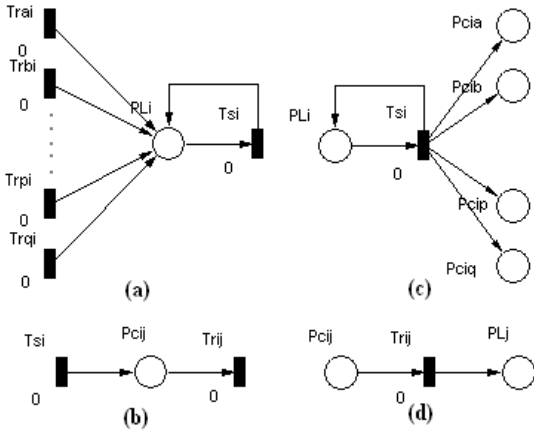 Trai
0
Trbi
0
Trpi
0
Trqi
0
PLi
Tsi
0
(a)
PLi
Tsi
0
Pcia
Pcib
Pcip
Pciq
(c)
Tsi
0
Pcij
Trij
0
(b)
Pcij
Trij
0
PLj
(d)